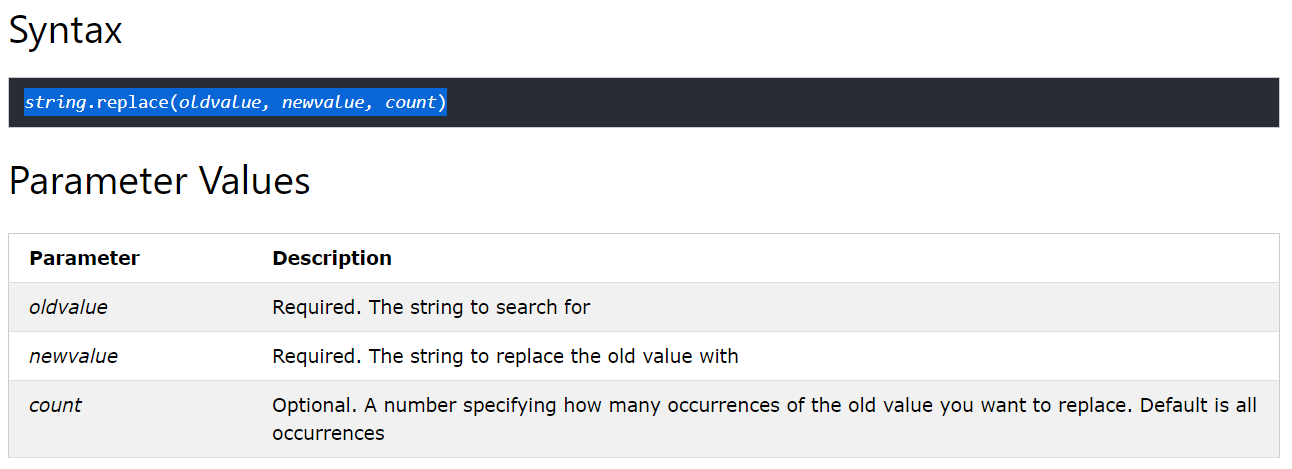 Syntax
string.replace(oldvalue, newvalue, count)
Parameter Values
Parameter Description
oldvalue Required. The string to search for
newvalue Required. The string to replace the old value with
count Optional. A number specifying how many occurrences of the old value you want to replace. Default is all
occurrences